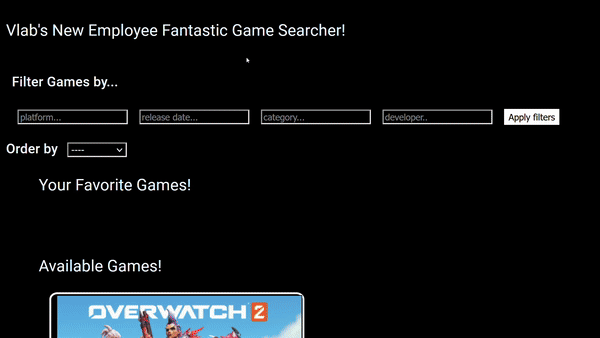 Vlab's New Employee Fantastic Game Searcher!
Filter Games by...
platform... release date... category... developer.. Apply filters
Order by ----
Your Favorite Games!
Available Games!
OVERWATCH 2